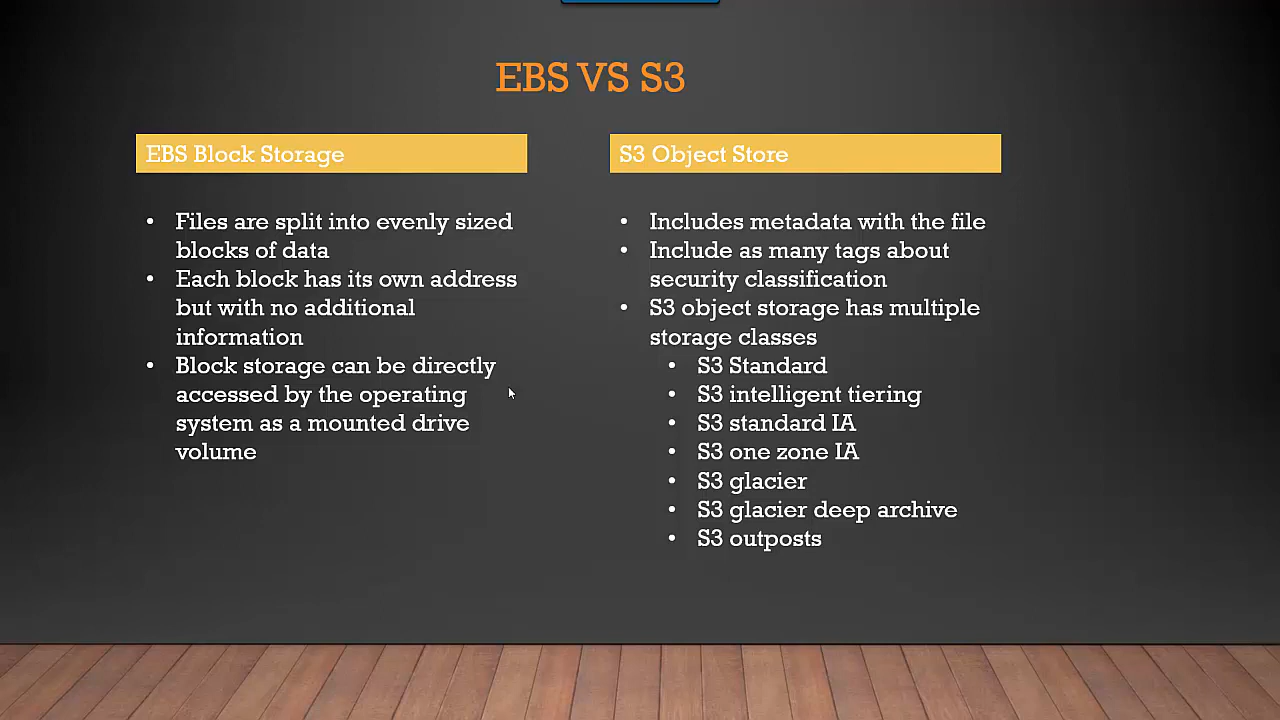 EBS VS S3
EBS Block Storage
• Files are split into evenly sized
blocks of data
• Each block has its own address
but with no additional
information
• Block storage can be directly
accessed by the operating
system as a mounted drive
volume
S3 Object Store
• Includes metadata with the file
• Include as many tags about
security classification
• S3 object storage has multiple
storage classes
• S3 Standard
• S3 intelligent tiering
• S3 standard IA
• S3 one zone IA
• S3 glacier
• S3 glacier deep archive
• S3 outposts